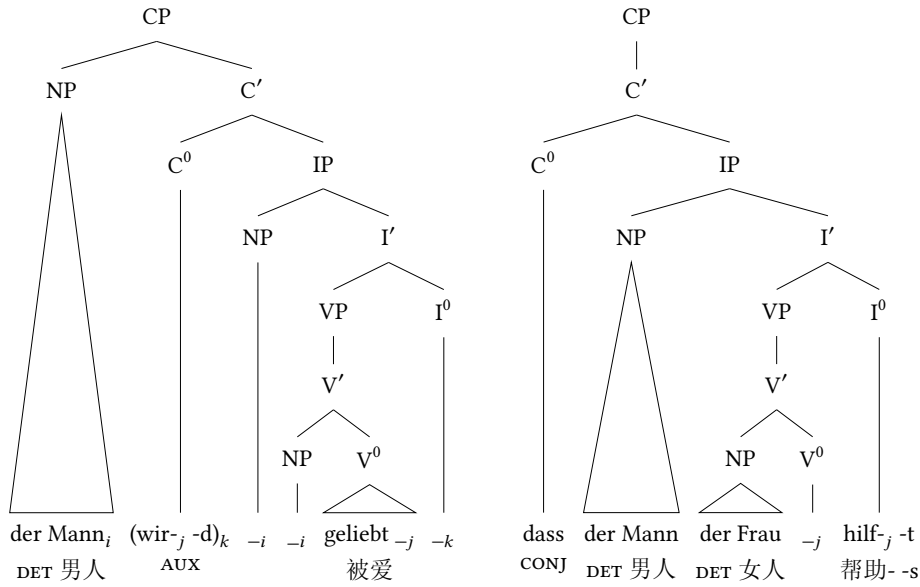 CP CP
NP C′ C′
C⁰ IP C⁰ IP
NP I′ NP I′
VP I⁰ VP I⁰
V′ V′
NP V⁰ NP V⁰
der Mannᵢ (wir-ⱼ -d)ₖ –ᵢ –ᵢ geliebt –ⱼ –ₖ dass der Mann der Frau –ⱼ hilf-ⱼ -t
DET 男人 AUX 被爱 CONJ DET 男人 DET 女人 帮助- -s